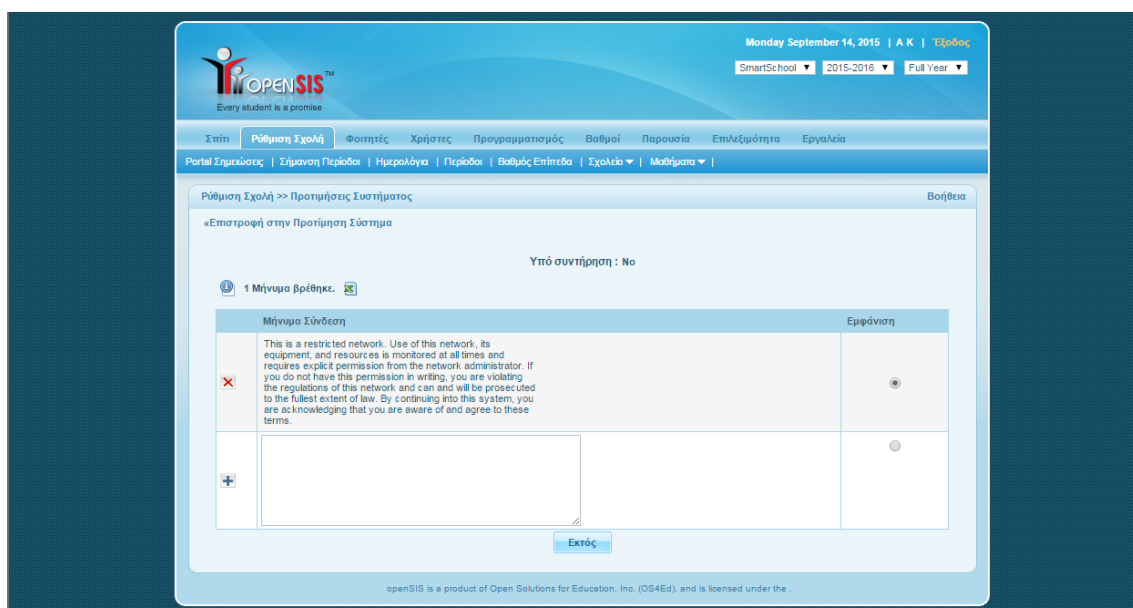 Monday September 14, 2015 | A K | Έξοδος
SmartSchool 2015-2016 Full Year
OPENSIS™
Every student is a promise
Σπίτι Ρύθμιση Σχολή Φοιτητές Χρήστες Προγραμματισμός Βαθμοί Παρουσία Επιλεξιμότητα Εργαλεία
Portal Σημειώσεις | Σήμανση Περίοδοι | Ημερολόγια | Περίοδοι | Βαθμός Επίπεδα | Σχολείο | Μαθήματα |
Ρύθμιση Σχολή >> Προτιμήσεις Συστήματος Βοήθεια
«Επιστροφή στην Προτίμηση Σύστημα
Υπό συντήρηση : No
1 Μήνυμα βρέθηκε.
Μήνυμα Σύνδεση Εμφάνιση
This is a restricted network. Use of this network, its
equipment, and resources is monitored at all times and
requires explicit permission from the network administrator. If
you do not have this permission in writing, you are violating
the regulations of this network and can and will be prosecuted
to the fullest extent of law. By continuing into this system, you
are acknowledging that you are aware of and agree to these
terms.
Εκτός
openSIS is a product of Open Solutions for Education, Inc. (OS4Ed). and is licensed under the .